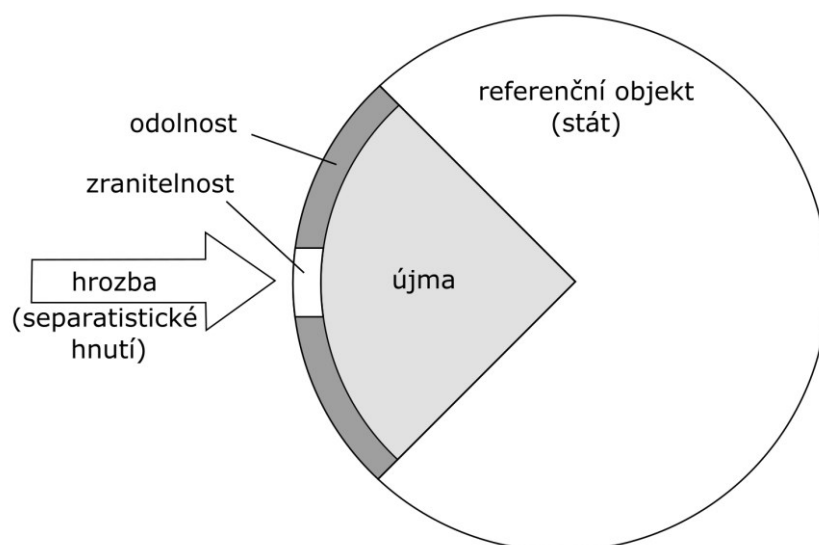 referenční objekt
(stát)
odolnost
zranitelnost
hrozba
(separatistické
hnutí)
újma